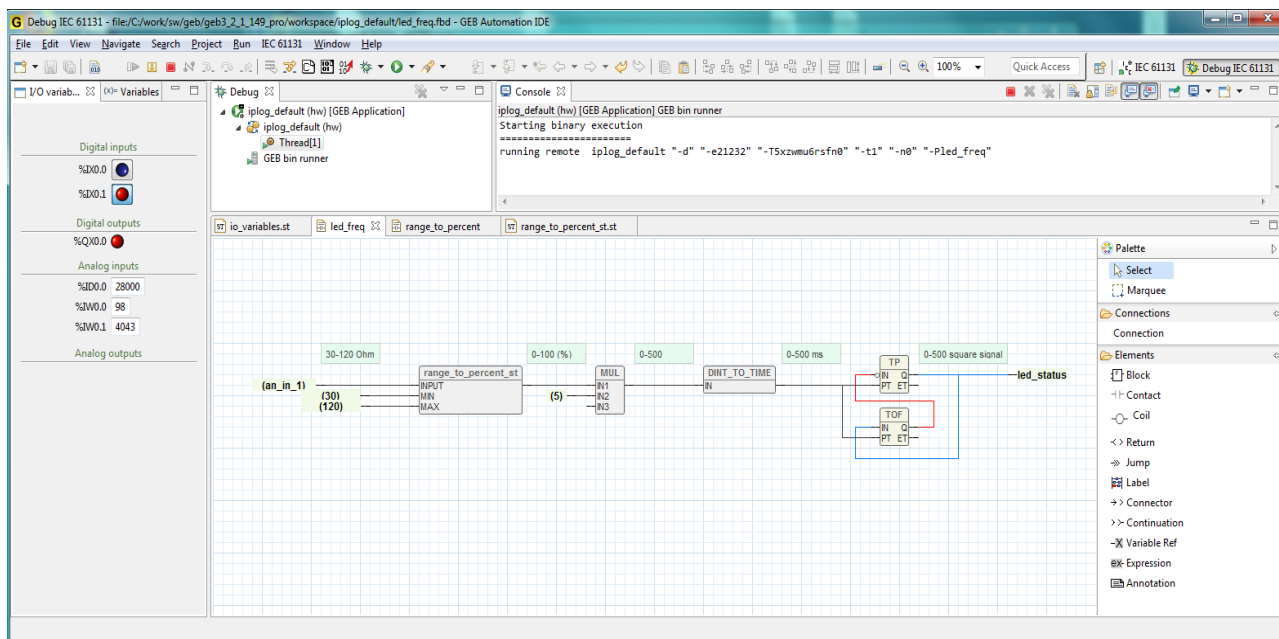 G Debug IEC 61131 - file:/C:/work/sw/geb/geb3_2_1_149_pro/workspace/iplog_default/led_freq.fbd - GEB Automation IDE
File Edit View Navigate Search Project Run IEC 61131 Window Help
100% Quick Access IEC 61131 Debug IEC 61131
I/O variab... (x)= Variables
Digital inputs
%IX0.0
%IX0.1
Digital outputs
%QX0.0
Analog inputs
%ID0.0 28000
%IW0.0 98
%IW0.1 4043
Analog outputs
Debug
iplog_default (hw) [GEB Application]
iplog_default (hw)
Thread[1]
GEB bin runner
Console
iplog_default (hw) [GEB Application] GEB bin runner
Starting binary execution
=======================
running remote iplog_default "-d" "-e21232" "-T5xzwmu6rsfn0" "-t1" "-n0" "-Pled_freq"
ST io_variables.st led_freq range_to_percent ST range_to_percent_st.st
30-120 Ohm 0-100 (%) 0-500 0-500 ms 0-500 square signal
(an_in_1)
(30)
(120)
range_to_percent_st
INPUT
MIN
MAX
(5)
MUL
IN1
IN2
IN3
DINT_TO_TIME
IN
TP
IN Q
PT ET
led_status
TOF
IN Q
PT ET
Palette
Select
Marquee
Connections
Connection
Elements
Block
Contact
Coil
Return
Jump
Label
Connector
Continuation
Variable Ref
ex- Expression
Annotation